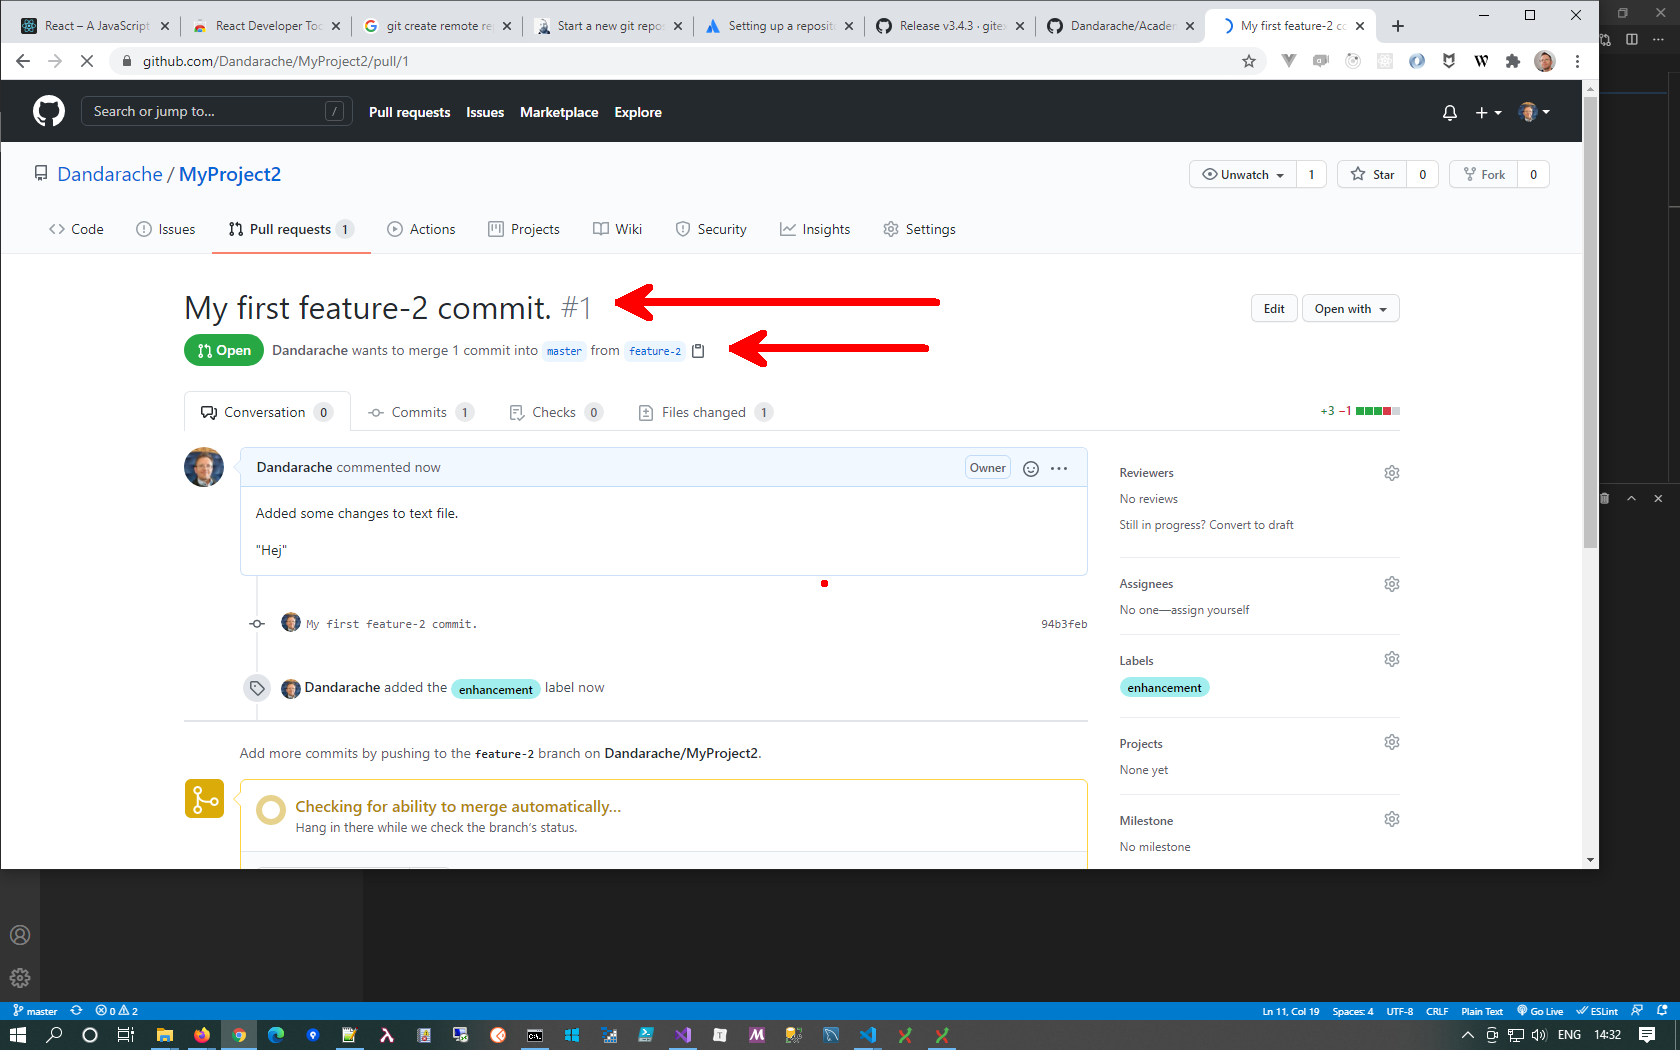 React – A JavaScript
React Developer Too
git create remote re
Start a new git repos
Setting up a reposito
Release v3.4.3 · gitex
Dandarache/Acader
My first feature-2 co
github.com/Dandarache/MyProject2/pull/1
Search or jump to... /
Pull requests Issues Marketplace Explore
Dandarache / MyProject2
Unwatch 1 Star 0 Fork 0
Code Issues Pull requests 1 Actions Projects Wiki Security Insights Settings
My first feature-2 commit. #1
Edit Open with
Open Dandarache wants to merge 1 commit into master from feature-2
Conversation 0 Commits 1 Checks 0 Files changed 1
+3 −1
Dandarache commented now
Owner
Added some changes to text file.
"Hej"
My first feature-2 commit. 94b3feb
Dandarache added the enhancement label now
Add more commits by pushing to the feature-2 branch on Dandarache/MyProject2.
Checking for ability to merge automatically...
Hang in there while we check the branch's status.
Reviewers
No reviews
Still in progress? Convert to draft
Assignees
No one—assign yourself
Labels
enhancement
Projects
None yet
Milestone
No milestone
master 0 2 Ln 11, Col 19 Spaces: 4 UTF-8 CRLF Plain Text Go Live ESLint
ENG 14:32